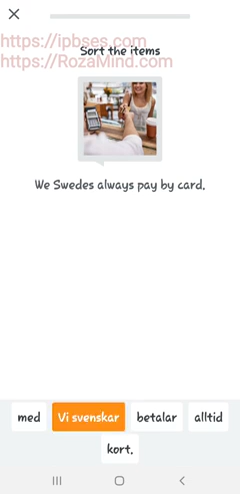 https://ipbses.com
Sort the items
https://RozaMind.com
We Swedes always pay by card.
med
Vi svenskar
betalar
alltid
kort.